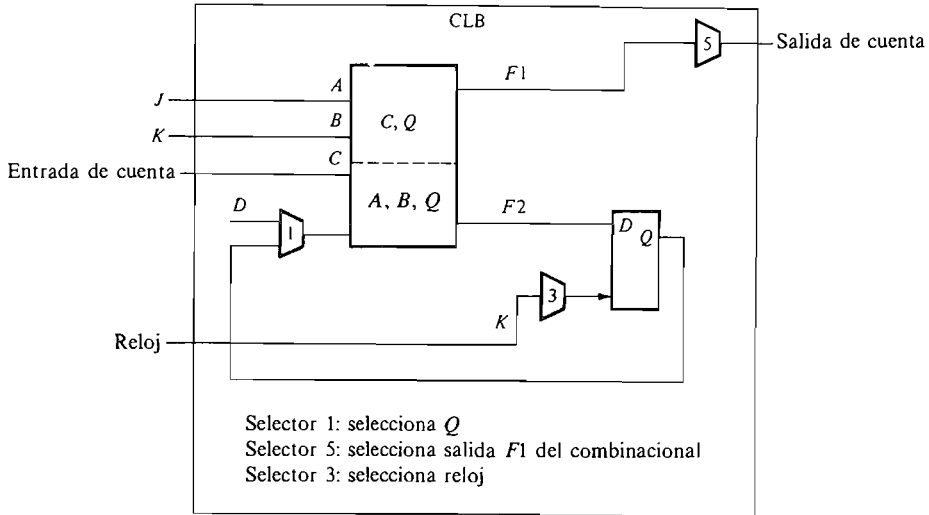 CLB
5
Salida de cuenta
F1
A
J
B
C, Q
K
C
Entrada de cuenta
A, B, Q
D
F2
1
D
Q
3
K
Reloj
Selector 1: selecciona Q
Selector 5: selecciona salida F1 del combinacional
Selector 3: selecciona reloj